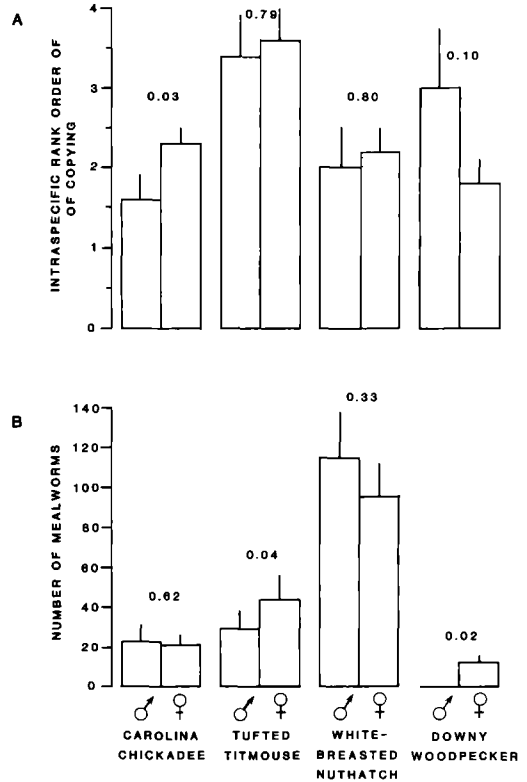 A
INTRASPECIFIC RANK ORDER OF
OF COPYING
4
3
2
1
0
0.03
0.79
0.80
0.10
B
NUMBER OF MEALWORMS
140
120
100
80
60
40
20
0
0.62
0.04
0.33
0.02
♂ ♀ ♂ ♀ ♂ ♀ ♂ ♀
CAROLINA
CHICKADEE
TUFTED
TITMOUSE
WHITE-
BREASTED
NUTHATCH
DOWNY
WOODPECKER